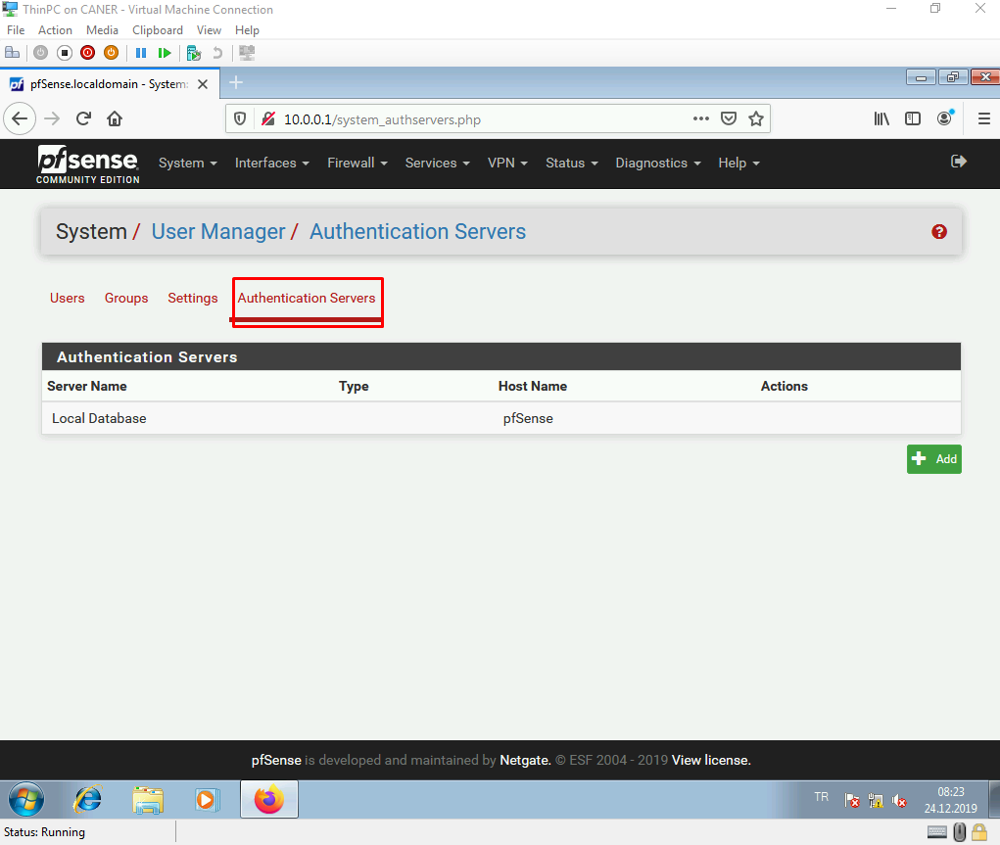 ThinPC on CANER - Virtual Machine Connection
File Action Media Clipboard View Help
pfSense.localdomain - System:
10.0.0.1/system_authservers.php
pfsense
COMMUNITY EDITION
System Interfaces Firewall Services VPN Status Diagnostics Help
System / User Manager / Authentication Servers
Users Groups Settings Authentication Servers
Authentication Servers
Server Name Type Host Name Actions
Local Database pfSense
Add
pfSense is developed and maintained by Netgate. © ESF 2004 - 2019 View license.
TR
08:23
24.12.2019
Status: Running